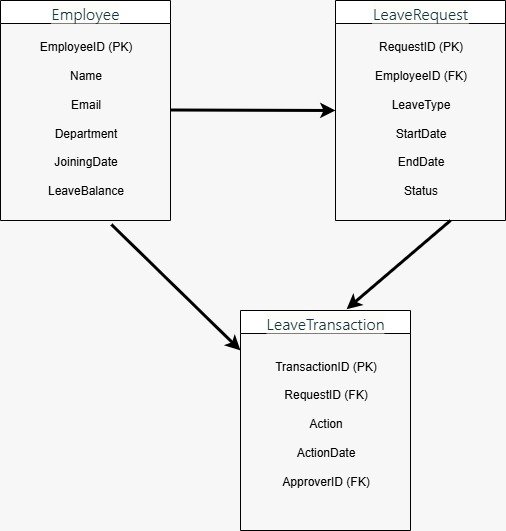 Employee
EmployeeID (PK)
Name
Email
Department
JoiningDate
LeaveBalance
LeaveRequest
RequestID (PK)
EmployeeID (FK)
LeaveType
StartDate
EndDate
Status
LeaveTransaction
TransactionID (PK)
RequestID (FK)
Action
ActionDate
ApproverID (FK)